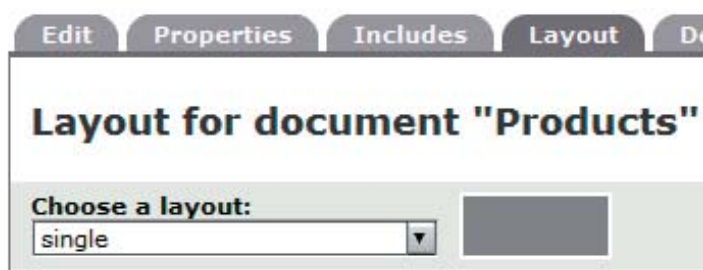 Edit Properties Includes Layout
Layout for document "Products"
Choose a layout:
single